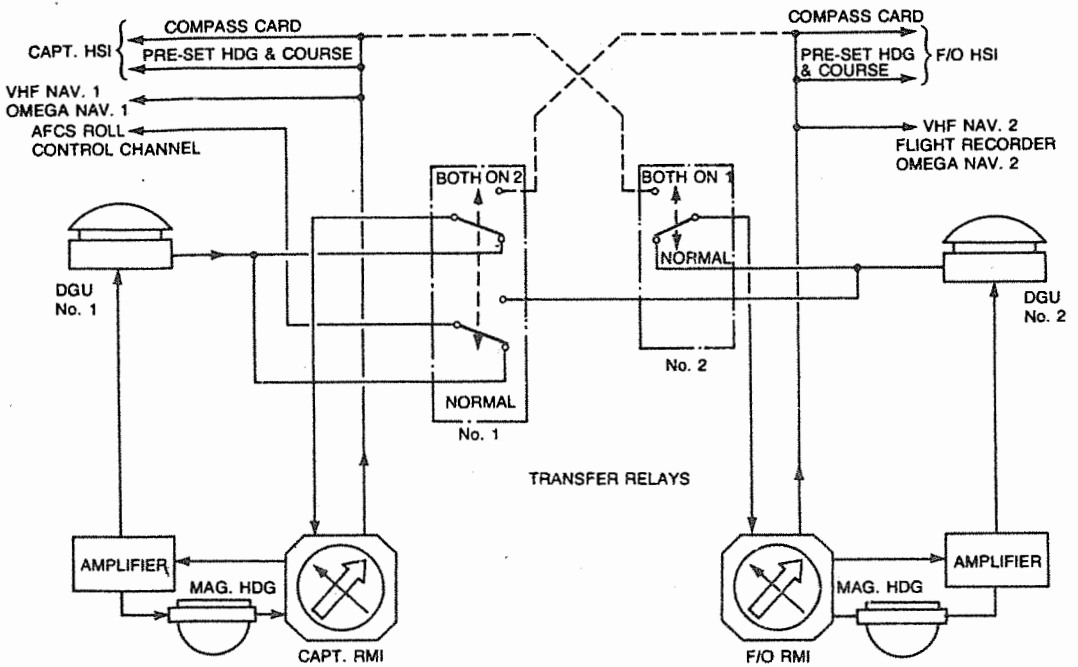 COMPASS CARD
CAPT. HSI
PRE-SET HDG & COURSE
VHF NAV. 1
OMEGA NAV. 1
AFCS ROLL
CONTROL CHANNEL
COMPASS CARD
PRE-SET HDG
& COURSE
F/O HSI
VHF NAV. 2
FLIGHT RECORDER
OMEGA NAV. 2
BOTH ON 2
BOTH ON 1
NORMAL
DGU
No. 1
DGU
No. 2
No. 2
NORMAL
No. 1
TRANSFER RELAYS
AMPLIFIER
MAG. HDG
CAPT. RMI
AMPLIFIER
MAG. HDG
F/O RMI